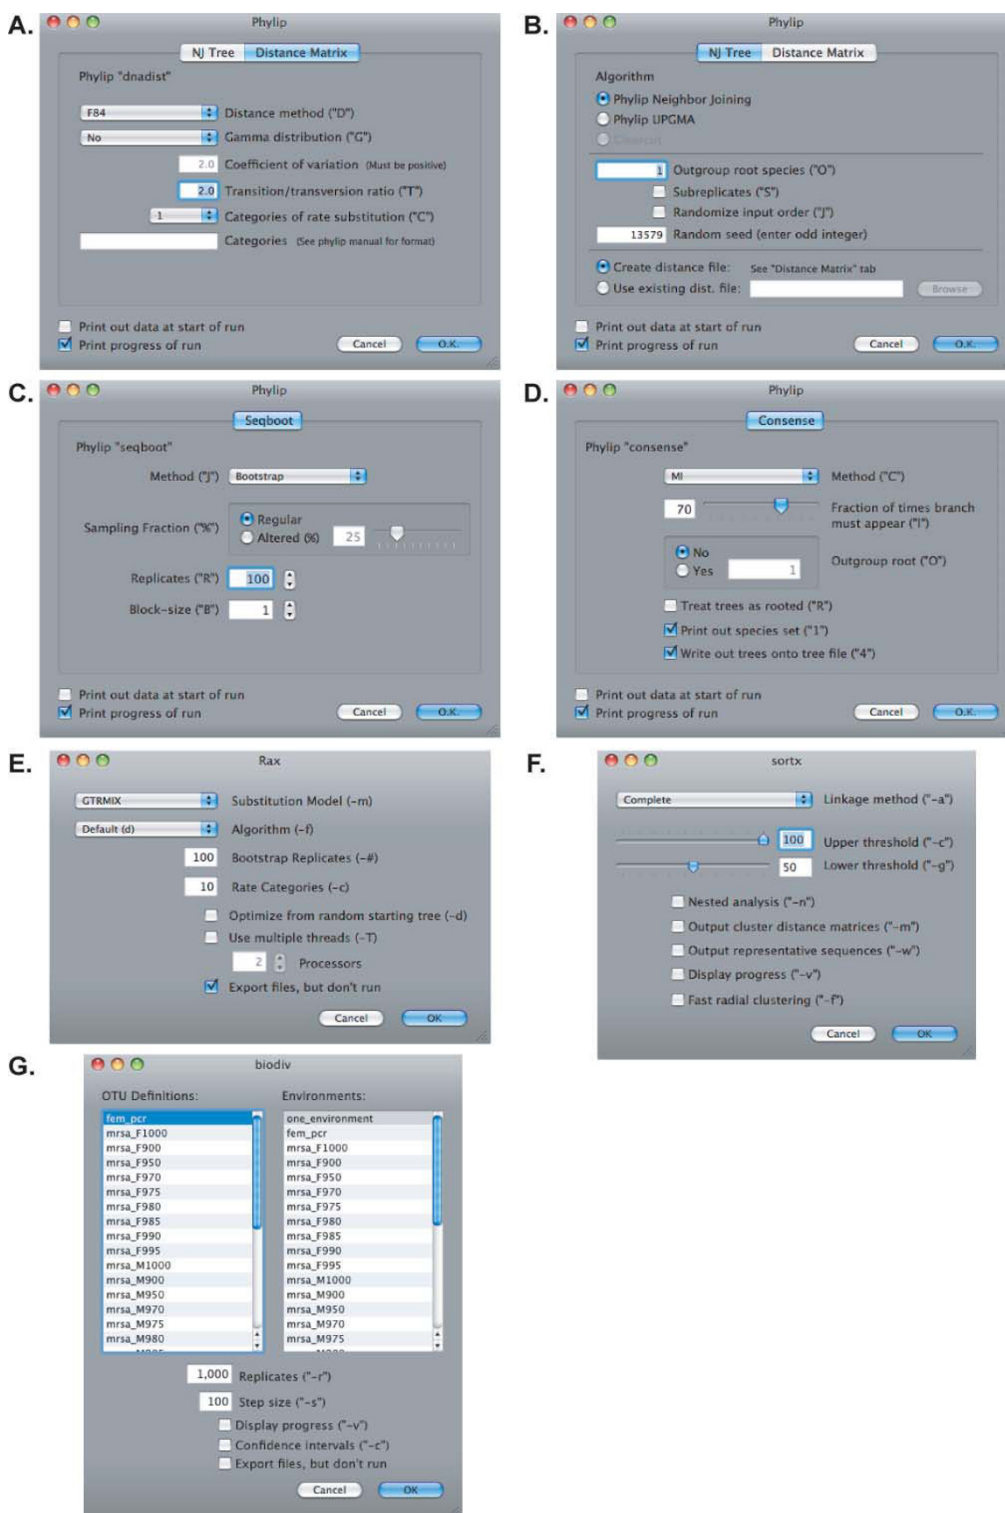 A.
Phylip
NJ Tree Distance Matrix
Phylip "dnadist"
F84 Distance method ("D")
No Gamma distribution ("G")
2.0 Coefficient of variation (Must be positive)
2.0 Transition/transversion ratio ("T")
1 Categories of rate substitution ("C")
Categories (See phylip manual for format)
Print out data at start of run
Print progress of run
Cancel O.K.
B.
Phylip
NJ Tree Distance Matrix
Algorithm
Phylip Neighbor Joining
Phylip UPGMA
Clearcut
1 Outgroup root species ("O")
Subreplicates ("S")
Randomize input order ("J")
13579 Random seed (enter odd integer)
Create distance file: See "Distance Matrix" tab
Use existing dist. file: Browse
Print out data at start of run
Print progress of run
Cancel O.K.
C.
Phylip
Seqboot
Phylip "seqboot"
Method ("J") Bootstrap
Sampling Fraction ("%")
Regular
Altered (%) 25
Replicates ("R") 100
Block-size ("B") 1
Print out data at start of run
Print progress of run
Cancel O.K.
D.
Phylip
Consense
Phylip "consense"
Ml Method ("C")
70 Fraction of times branch
must appear ("l")
No
Yes 1
Outgroup root ("O")
Treat trees as rooted ("R")
Print out species set ("1")
Write out trees onto tree file ("4")
Print out data at start of run
Print progress of run
Cancel O.K.
E.
Rax
GTRMIX Substitution Model (-m)
Default (d) Algorithm (-f)
100 Bootstrap Replicates (-#)
10 Rate Categories (-c)
Optimize from random starting tree (-d)
Use multiple threads (-T)
2 Processors
Export files, but don't run
Cancel OK
F.
sortx
Complete Linkage method ("-a")
100 Upper threshold ("-c")
50 Lower threshold ("-g")
Nested analysis ("-n")
Output cluster distance matrices ("-m")
Output representative sequences ("-w")
Display progress ("-v")
Fast radial clustering ("-f")
Cancel OK
G.
biodiv
OTU Definitions: Environments:
fem_pcr one_environment
mrsa_F1000 fem_pcr
mrsa_F900 mrsa_F1000
mrsa_F950 mrsa_F900
mrsa_F970 mrsa_F950
mrsa_F975 mrsa_F970
mrsa_F980 mrsa_F975
mrsa_F985 mrsa_F980
mrsa_F990 mrsa_F985
mrsa_F995 mrsa_F990
mrsa_M1000 mrsa_F995
mrsa_M900 mrsa_M1000
mrsa_M950 mrsa_M900
mrsa_M970 mrsa_M950
mrsa_M975 mrsa_M970
mrsa_M980 mrsa_M975
1,000 Replicates ("-r")
100 Step size ("-s")
Display progress ("-v")
Confidence intervals ("-c")
Export files, but don't run
Cancel OK